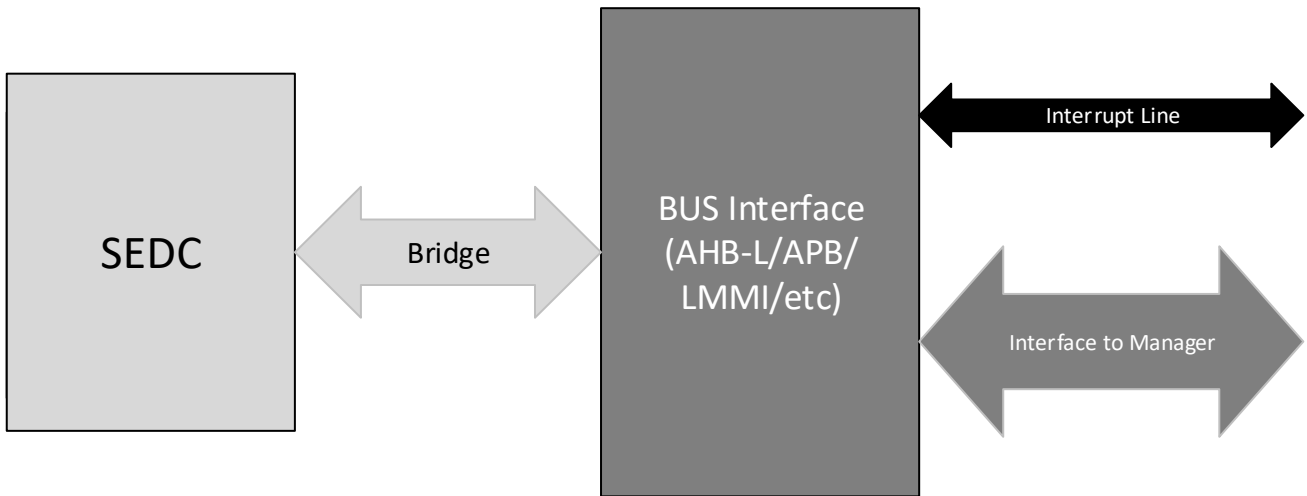 SEDC
Bridge
BUS Interface
(AHB-L/APB/
LMMI/etc)
Interrupt Line
Interface to Manager